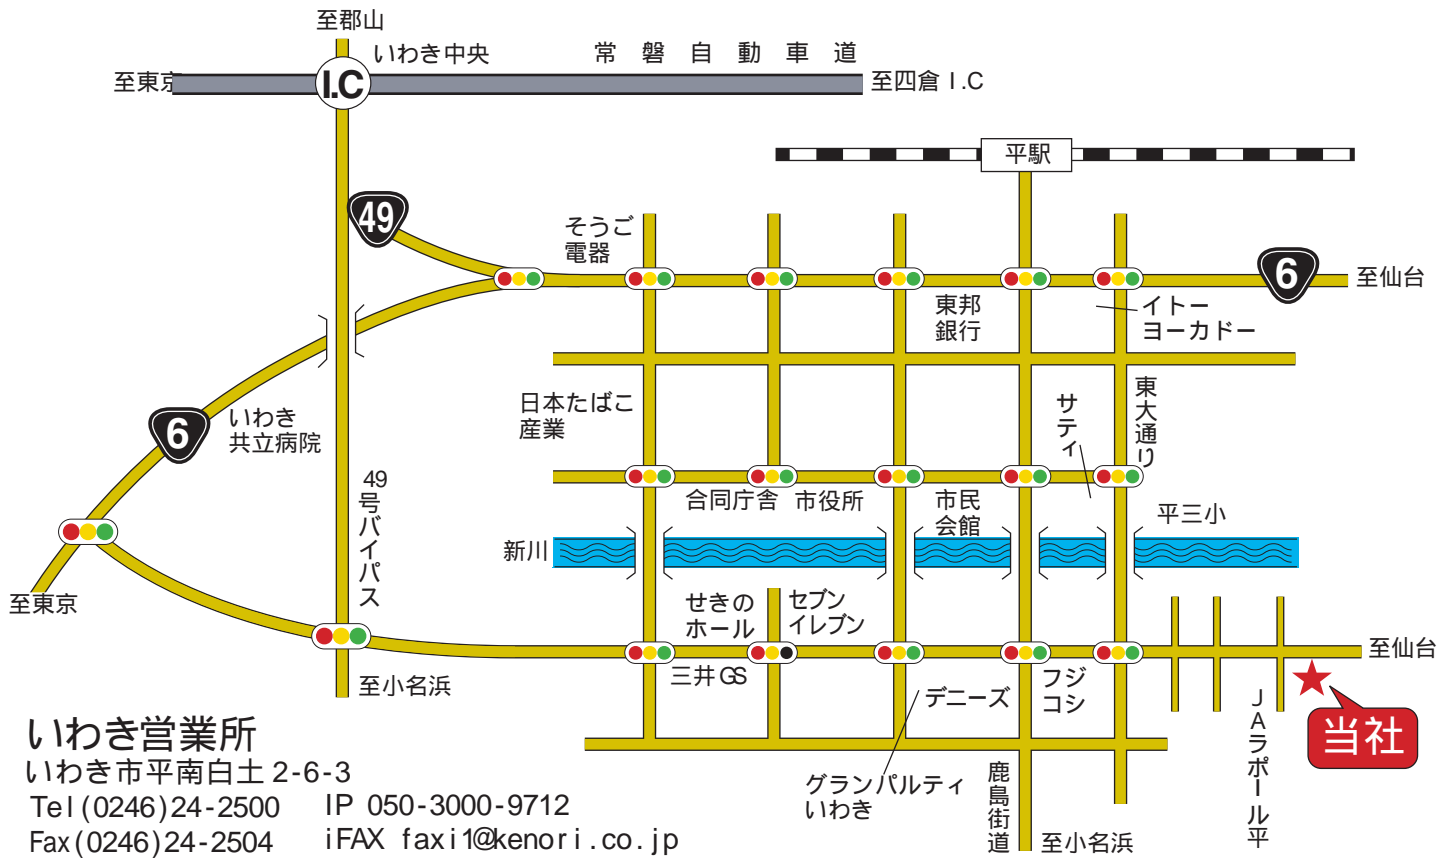 至郡山
いわき中央
常磐自動車道
至東京
I.C
至四倉 I.C
平駅
49
そうご
電器
6
至仙台
東邦
銀行
イトー
ヨーカドー
6
いわき
共立病院
日本たばこ
産業
サティ
東大通り
49号バイパス
合同庁舎
市役所
市民
会館
平三小
新川
至東京
せきの
ホール
セブン
イレブン
至仙台
三井GS
至小名浜
デニーズ
フジ
コシ
JAラポール平
当社
グランパルティ
いわき
鹿島街道
至小名浜
いわき営業所
いわき市平南白土 2-6-3
Tel(0246)24-2500 IP 050-3000-9712
Fax(0246)24-2504 iFAX faxi1@kenori.co.jp